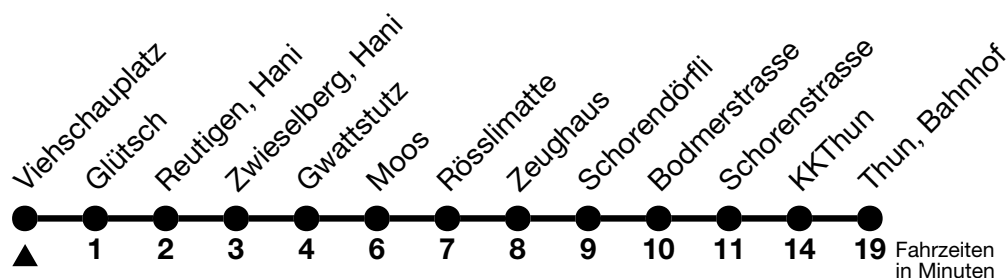 Viehschauplatz
Glütsch
Reutigen, Hani
Zwieselberg, Hani
Gwattstutz
Moos
Rösslimatte
Zeughaus
Schorendörfli
Bodmerstrasse
Schorenstrasse
KKThun
Thun, Bahnhof
1 2 3 4 6 7 8 9 10 11 14 19 Fahrzeiten
in Minuten